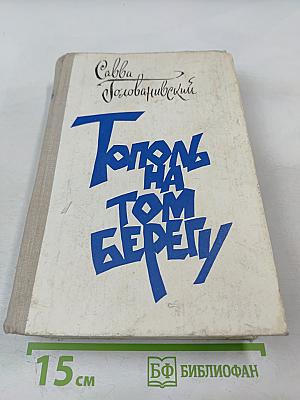 Савва
Голованивский
Тополь
на
том
берегу
15 см
БФ БИБЛИОФАН